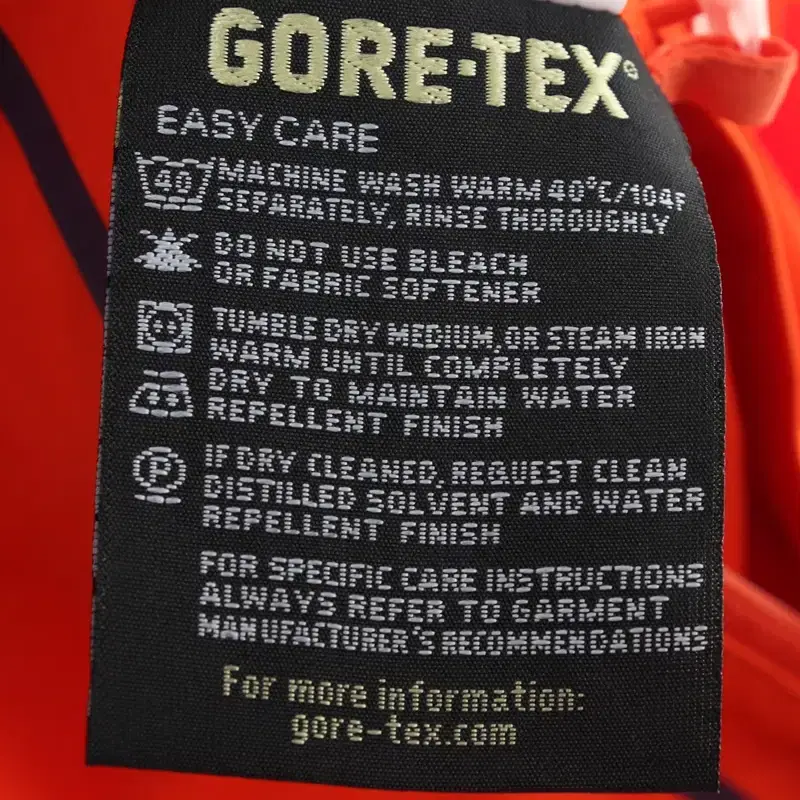 GORE-TEX®
EASY CARE
40 MACHINE WASH WARM 40°C/104F
SEPARATELY, RINSE THOROUGHLY
DO NOT USE BLEACH
OR FABRIC SOFTENER
TUMBLE DRY MEDIUM, OR STEAM IRON
WARM UNTIL COMPLETELY
DRY TO MAINTAIN WATER
REPELLENT FINISH
P IF DRY CLEANED, REQUEST CLEAN
DISTILLED SOLVENT AND WATER
REPELLENT FINISH
FOR SPECIFIC CARE INSTRUCTIONS
ALWAYS REFER TO GARMENT
MANUFACTURER'S RECOMMENDATIONS
For more information:
gore-tex.com